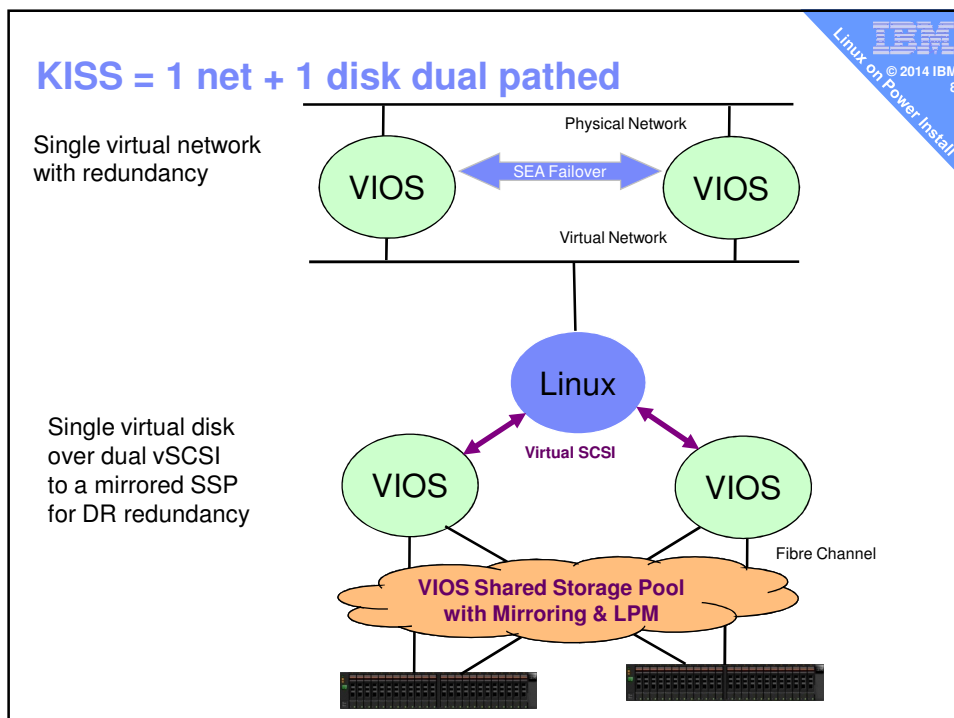 KISS = 1 net + 1 disk dual pathed
IBM
© 2014 IBM
8
Linux on Power Install
Single virtual network
with redundancy
Physical Network
VIOS
SEA Failover
VIOS
Virtual Network
Linux
Single virtual disk
over dual vSCSI
to a mirrored SSP
for DR redundancy
Virtual SCSI
VIOS
VIOS
Fibre Channel
VIOS Shared Storage Pool
with Mirroring & LPM